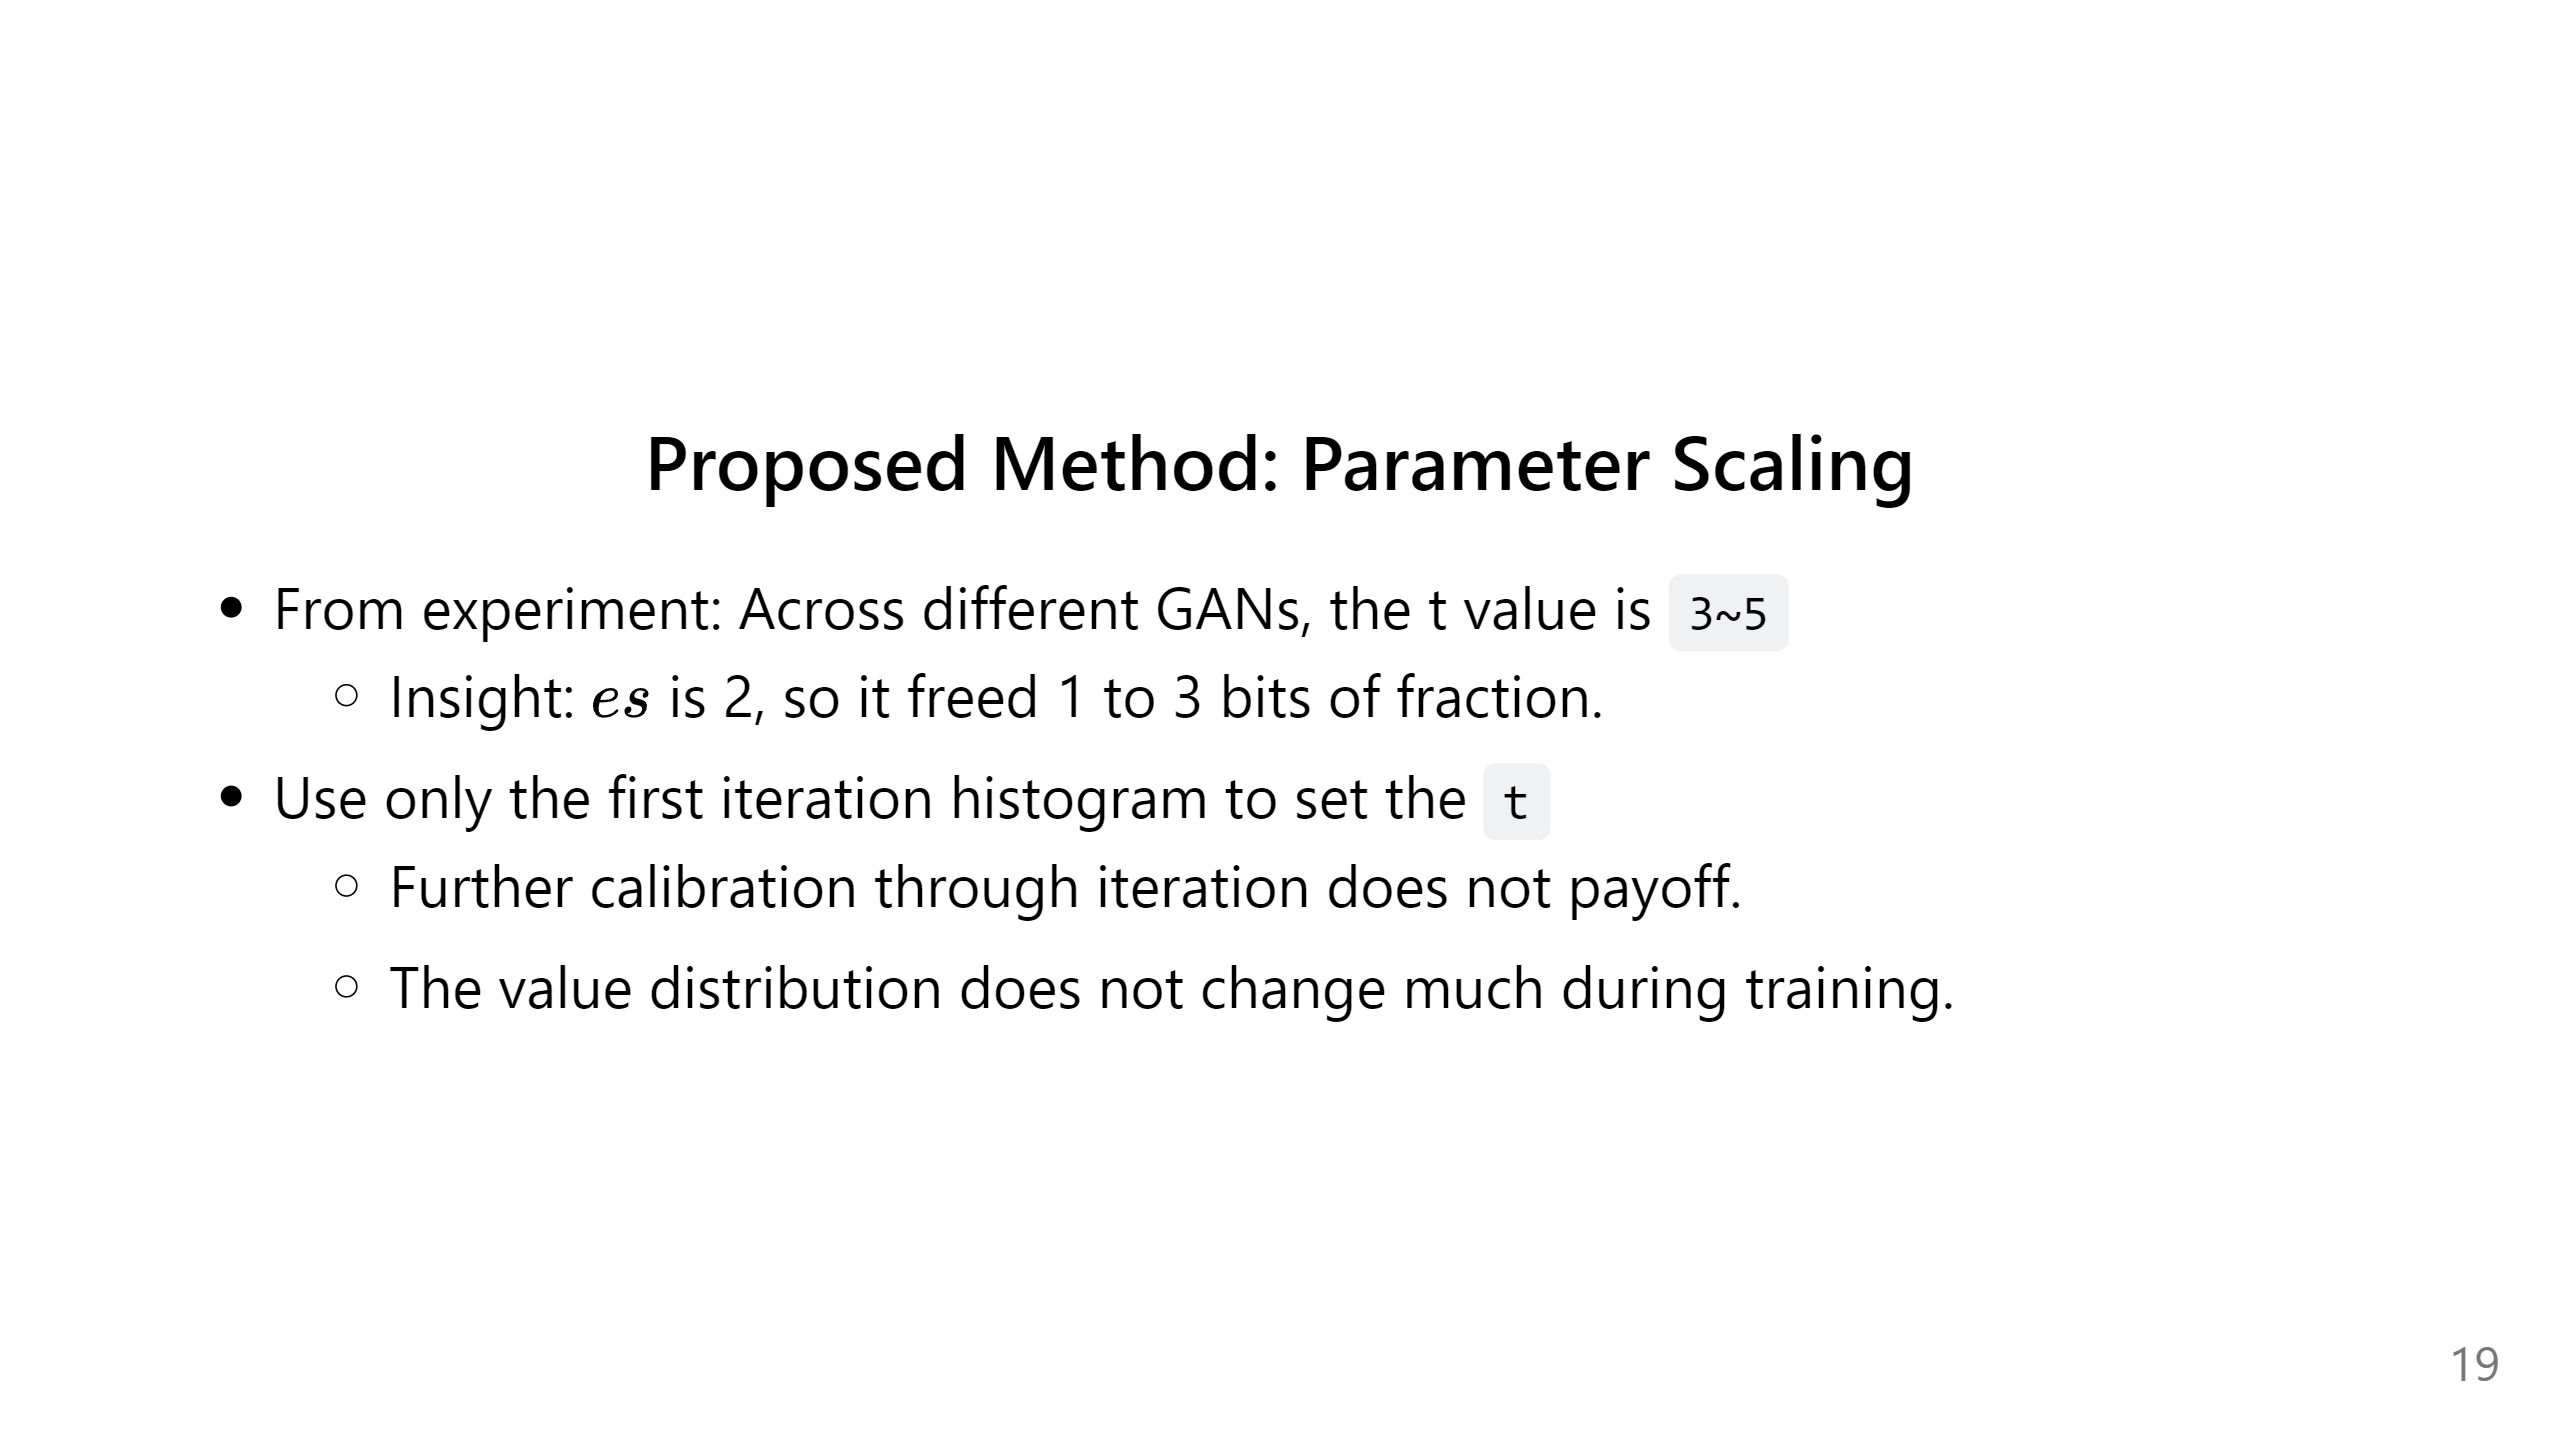 Proposed Method: Parameter Scaling
• From experiment: Across different GANs, the t value is 3~5
○ Insight: es is 2, so it freed 1 to 3 bits of fraction.
• Use only the first iteration histogram to set the t
○ Further calibration through iteration does not payoff.
○ The value distribution does not change much during training.
19